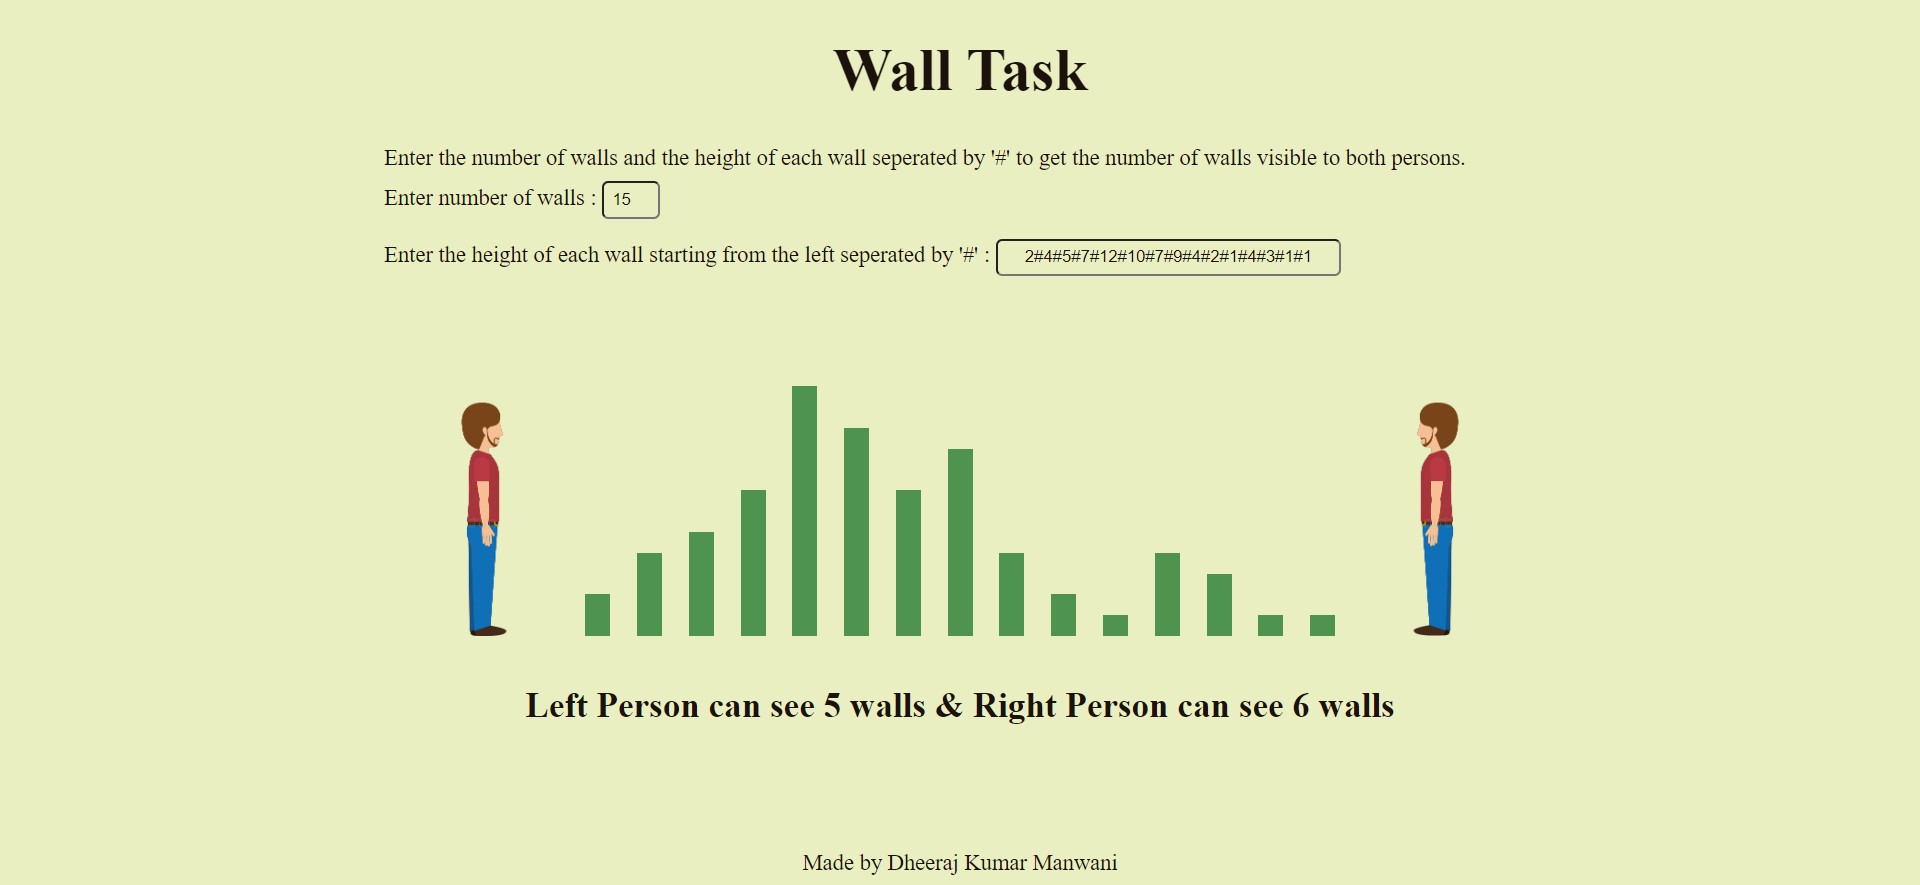 Wall Task
Enter the number of walls and the height of each wall seperated by '#' to get the number of walls visible to both persons.
Enter number of walls : 15
Enter the height of each wall starting from the left seperated by '#' : 2#4#5#7#12#10#7#9#4#2#1#4#3#1#1
Left Person can see 5 walls & Right Person can see 6 walls
Made by Dheeraj Kumar Manwani